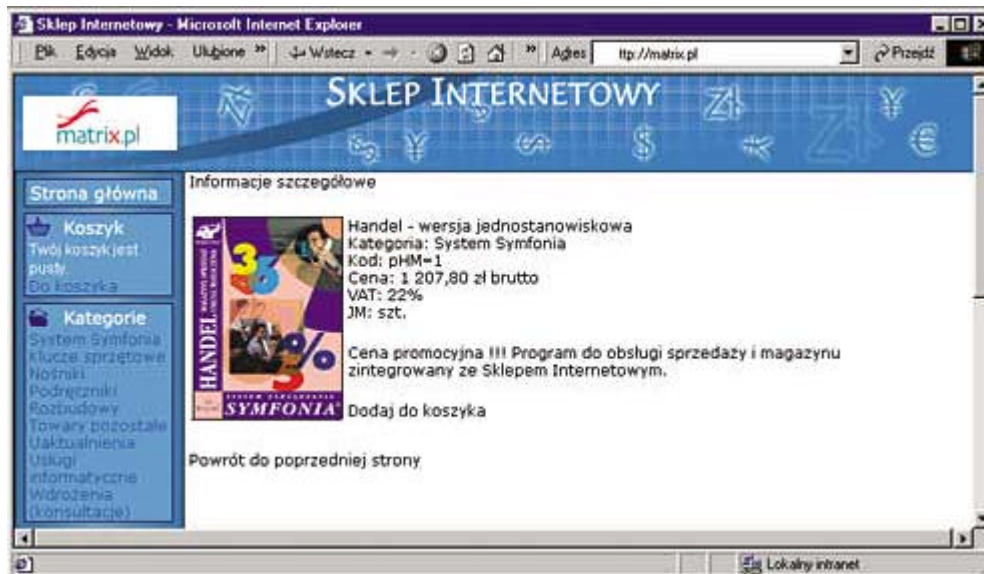 Sklep Internetowy - Microsoft Internet Explorer
Plik Edycja Widok Ulubione » Wstecz » Adres ttp://matrix.pl Przejdź
matrix.pl
SKLEP INTERNETOWY
Strona główna
Koszyk
Twój koszyk jest
pusty.
Do koszyka
Kategorie
System Symfonia
Klucze sprzętowe
Nośniki
Podręczniki
Rozbudowy
Towary pozostałe
Uaktualnienia
Usługi
informatyczne
Wdrożenia
(konsultacje)
Informacje szczegółowe
HANDEL
SYMFONIA
Handel - wersja jednostanowiskowa
Kategoria: System Symfonia
Kod: pHM=1
Cena: 1 207,80 zł brutto
VAT: 22%
JM: szt.
Cena promocyjna !!! Program do obsługi sprzedaży i magazynu
zintegrowany ze Sklepem Internetowym.
Dodaj do koszyka
Powrót do poprzedniej strony
Lokalny intranet